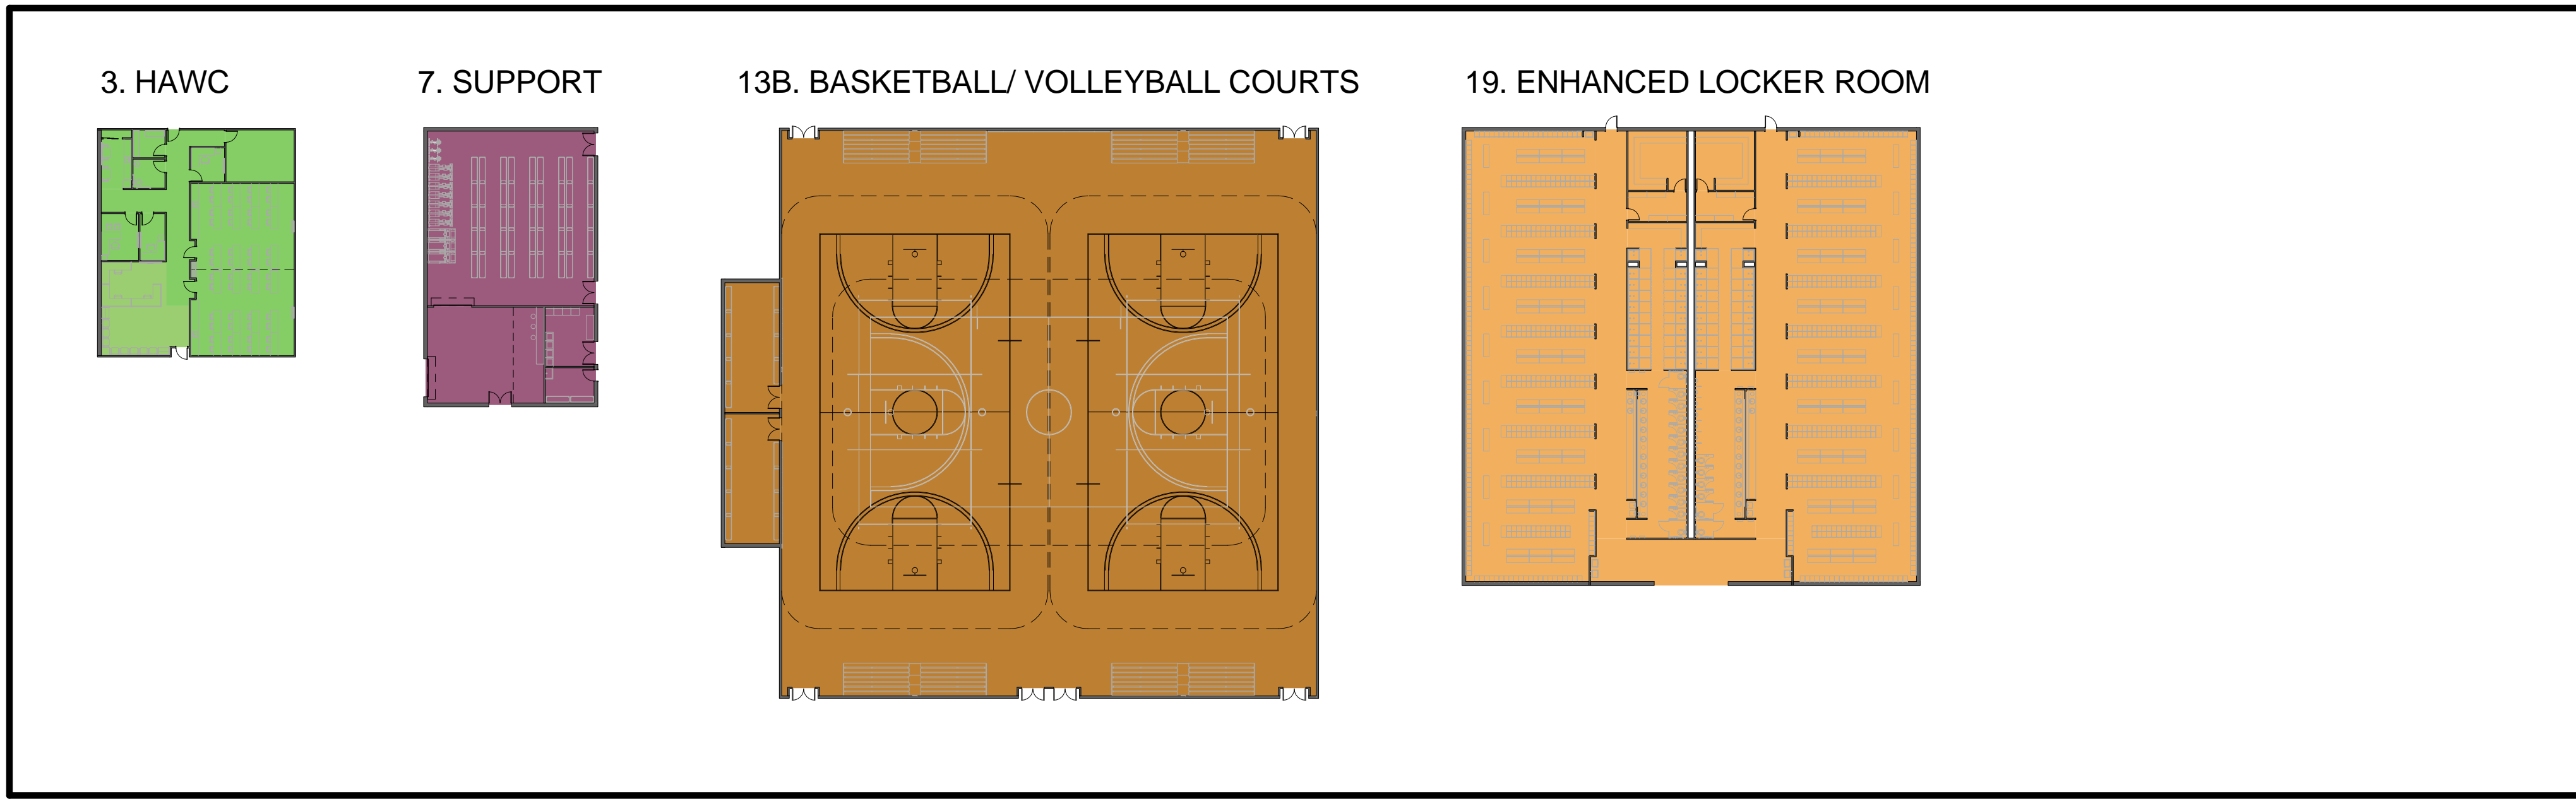 3. HAWC
7. SUPPORT
13B. BASKETBALL/ VOLLEYBALL COURTS
19. ENHANCED LOCKER ROOM